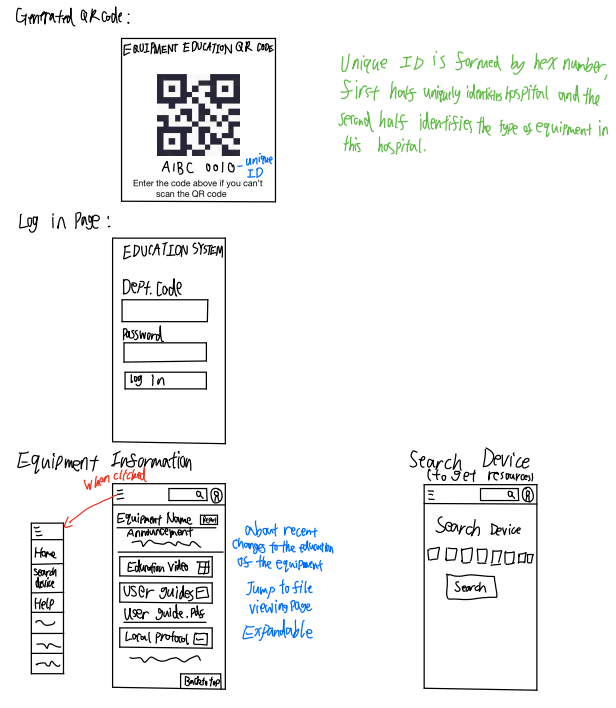 Generated QR Code :
EQUIPMENT EDUCATION QR CODE
A1BC 0010 - unique
ID
Enter the code above if you can't
scan the QR code
Unique ID is formed by hex number,
first half uniquely identifies hospital and the
second half identifies the type of equipment in
this hospital.
Log in Page :
EDUCATION SYSTEM
Dept. Code
Password
Log in
Equipment Information
When clicked
Home
Search
device
Help
Equipment Name
Announcement
Education Video
User guides
User guide.pdf
Local protocol
Back to top
about recent
changes to the education
of the equipment
Jump to file
viewing page
Expandable
Search Device
(to get resources)
Search Device
Search